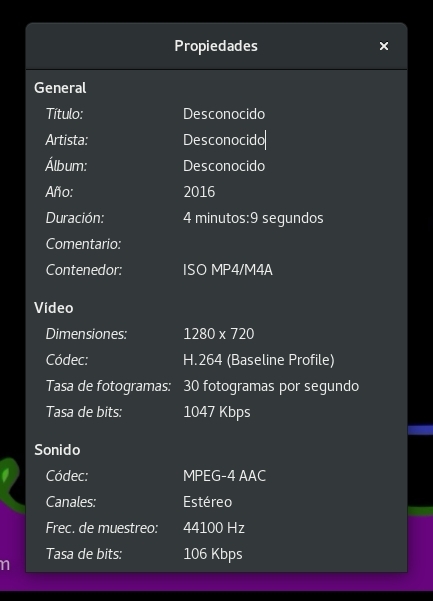 Propiedades ×
General
Título: Desconocido
Artista: Desconocido
Álbum: Desconocido
Año: 2016
Duración: 4 minutos:9 segundos
Comentario:
Contenedor: ISO MP4/M4A
Vídeo
Dimensiones: 1280 x 720
Códec: H.264 (Baseline Profile)
Tasa de fotogramas: 30 fotogramas por segundo
Tasa de bits: 1047 Kbps
Sonido
Códec: MPEG-4 AAC
Canales: Estéreo
Frec. de muestreo: 44100 Hz
Tasa de bits: 106 Kbps